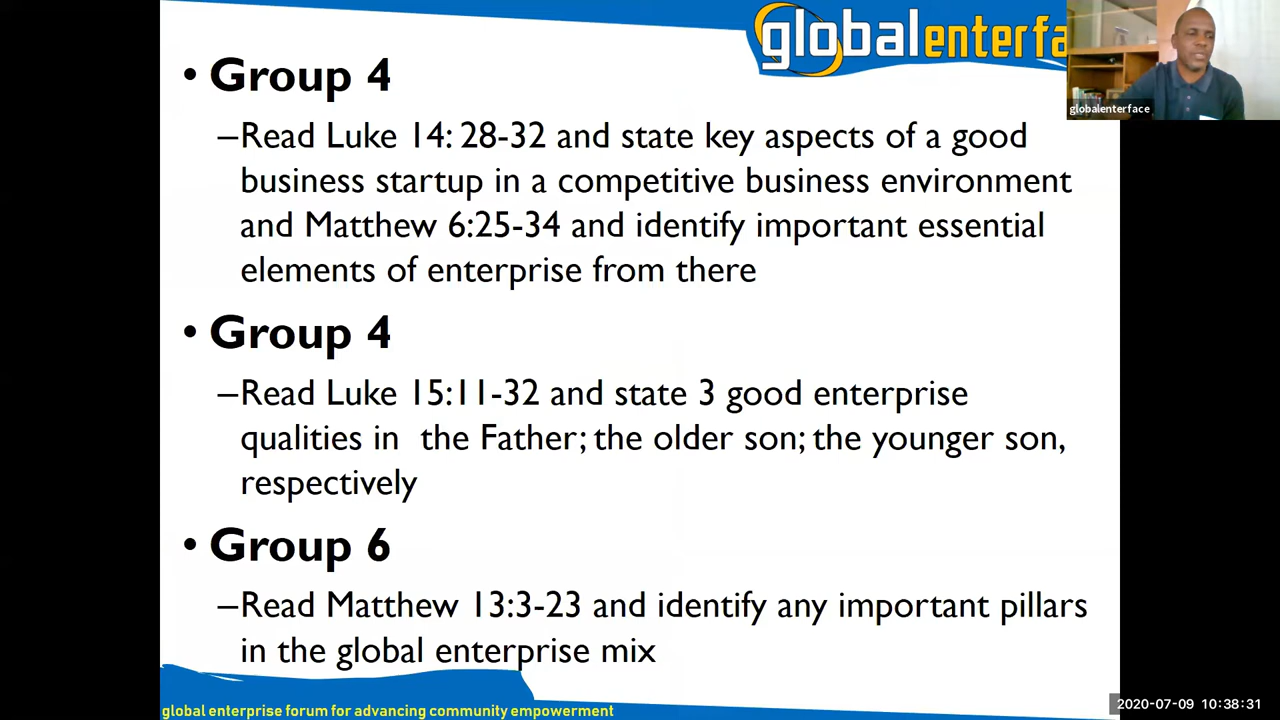 globalenterfa
globalenterface
• Group 4
–Read Luke 14: 28-32 and state key aspects of a good
business startup in a competitive business environment
and Matthew 6:25-34 and identify important essential
elements of enterprise from there
• Group 4
–Read Luke 15:11-32 and state 3 good enterprise
qualities in  the Father; the older son; the younger son,
respectively
• Group 6
–Read Matthew 13:3-23 and identify any important pillars
in the global enterprise mix
global enterprise forum for advancing community empowerment
2020-07-09 10:38:31